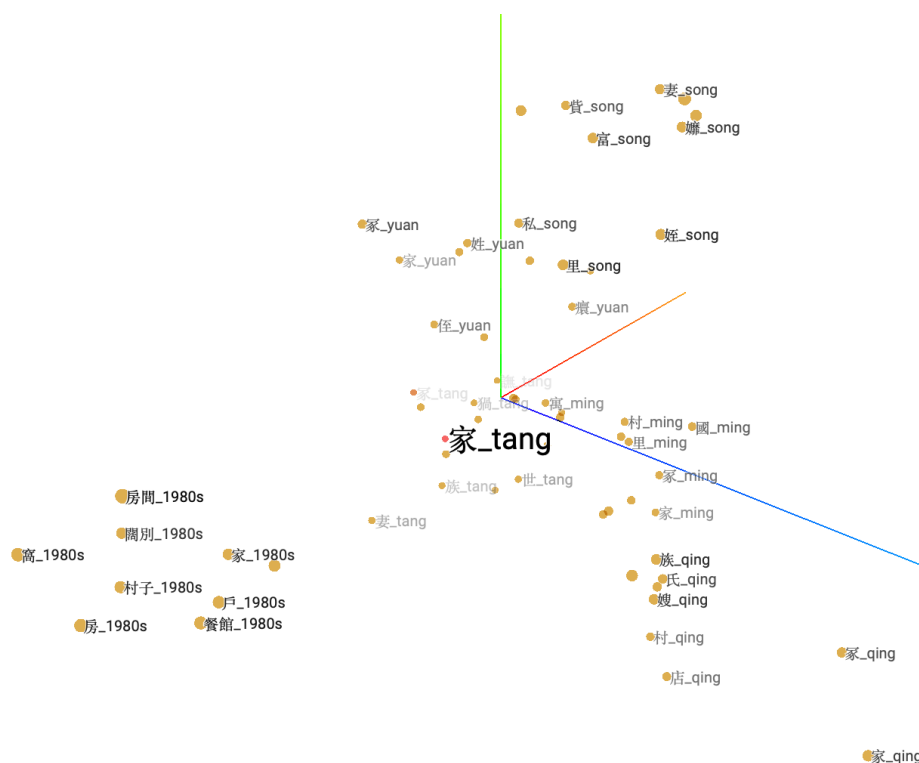 妻_song
貲_song
嫲_song
富_song
冢_yuan
私_song
姓_yuan
姪_song
家_yuan
里_song
癏_yuan
侄_yuan
冢_tang
猧_tang
寓_ming
村_ming
國_ming
家_tang
里_ming
冢_ming
族_tang
世_tang
房間_1980s
家_ming
妻_tang
闊別_1980s
窩_1980s
家_1980s
族_qing
氏_qing
村子_1980s
戶_1980s
嫂_qing
房_1980s
餐館_1980s
村_qing
冢_qing
店_qing
家_qing